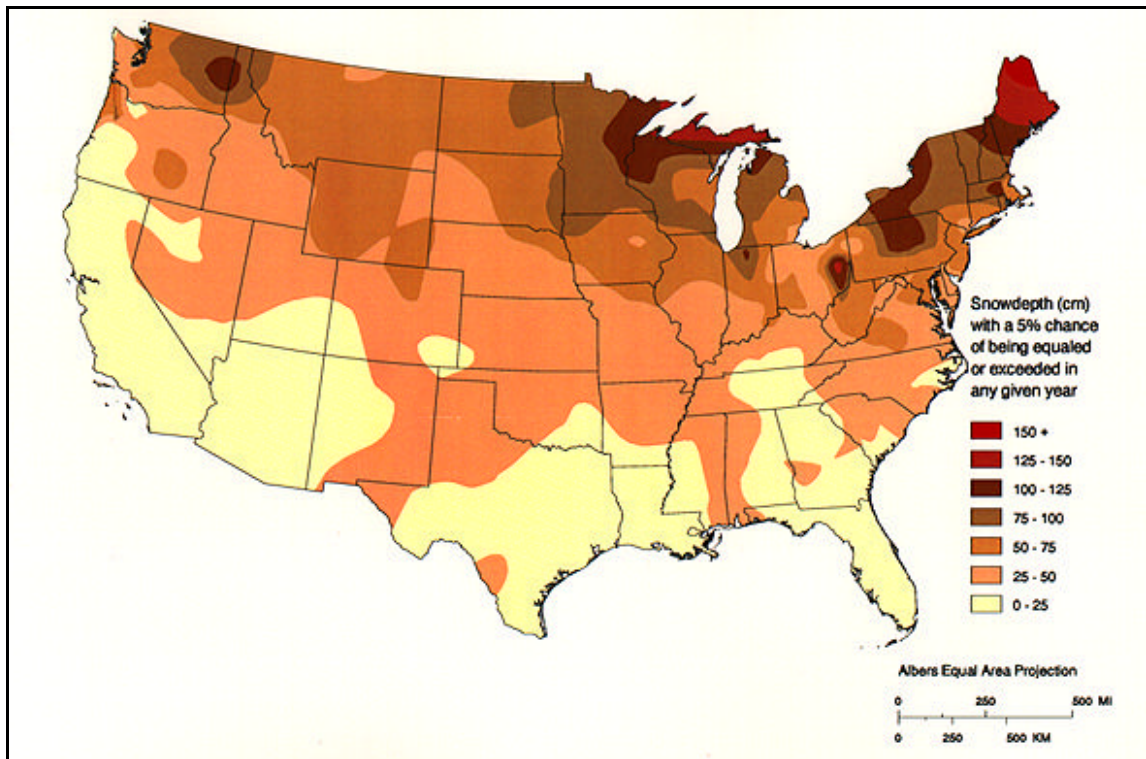 Snowdepth (cm)
with a 5% chance
of being equaled
or exceeded in
any given year
150 +
125 - 150
100 - 125
75 - 100
50 - 75
25 - 50
0 - 25
Albers Equal Area Projection
0 250 500 MI
0 250 500 KM